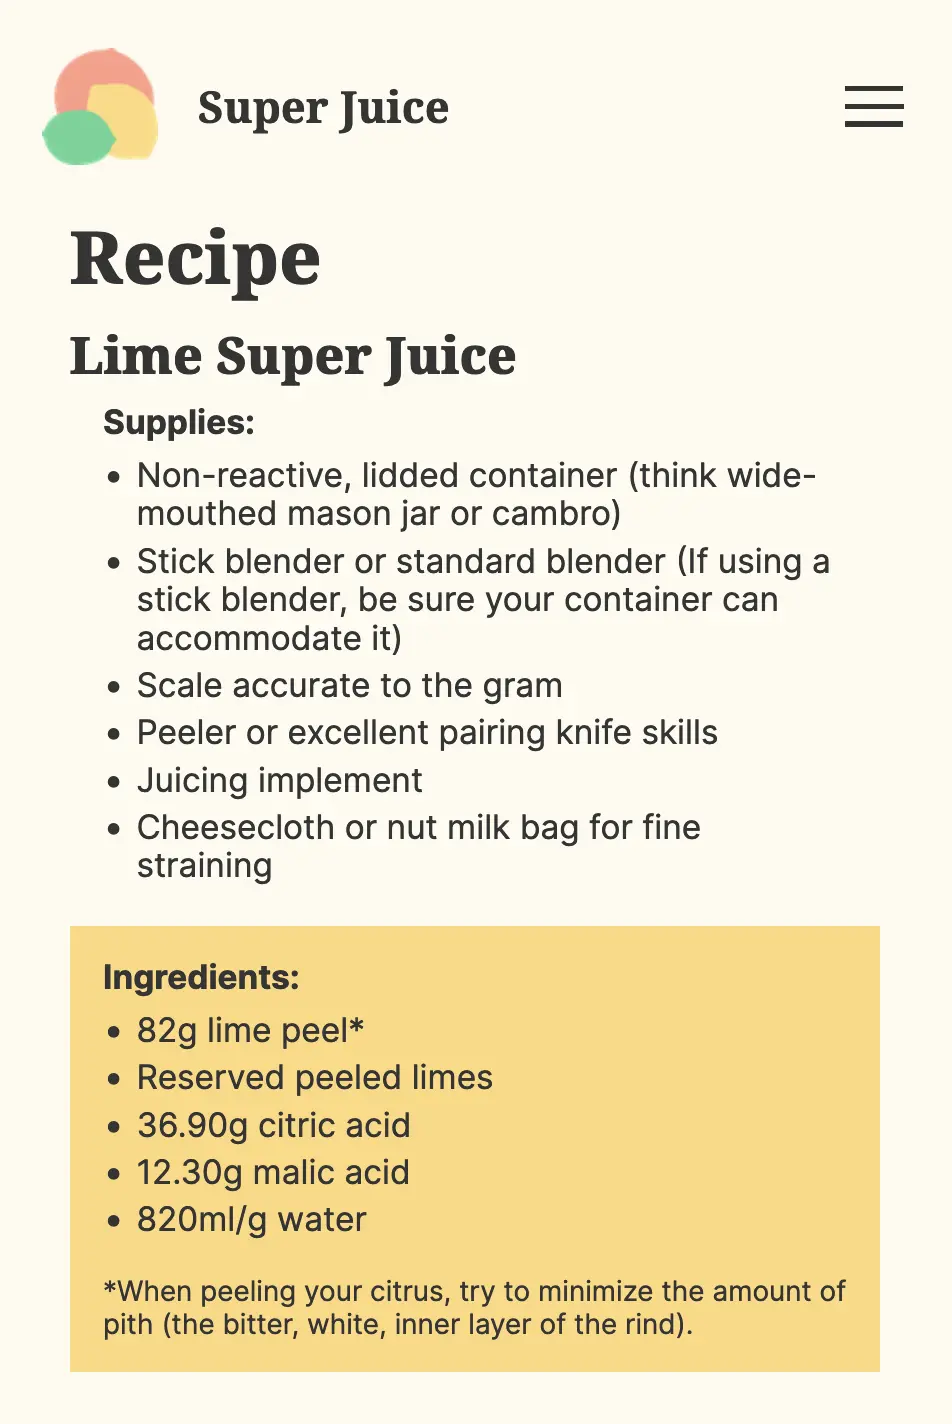 Super Juice
Recipe
Lime Super Juice
Supplies:
• Non-reactive, lidded container (think wide-
mouthed mason jar or cambro)
• Stick blender or standard blender (If using a
stick blender, be sure your container can
accommodate it)
• Scale accurate to the gram
• Peeler or excellent pairing knife skills
• Juicing implement
• Cheesecloth or nut milk bag for fine
straining
Ingredients:
• 82g lime peel*
• Reserved peeled limes
• 36.90g citric acid
• 12.30g malic acid
• 820ml/g water
*When peeling your citrus, try to minimize the amount of
pith (the bitter, white, inner layer of the rind).